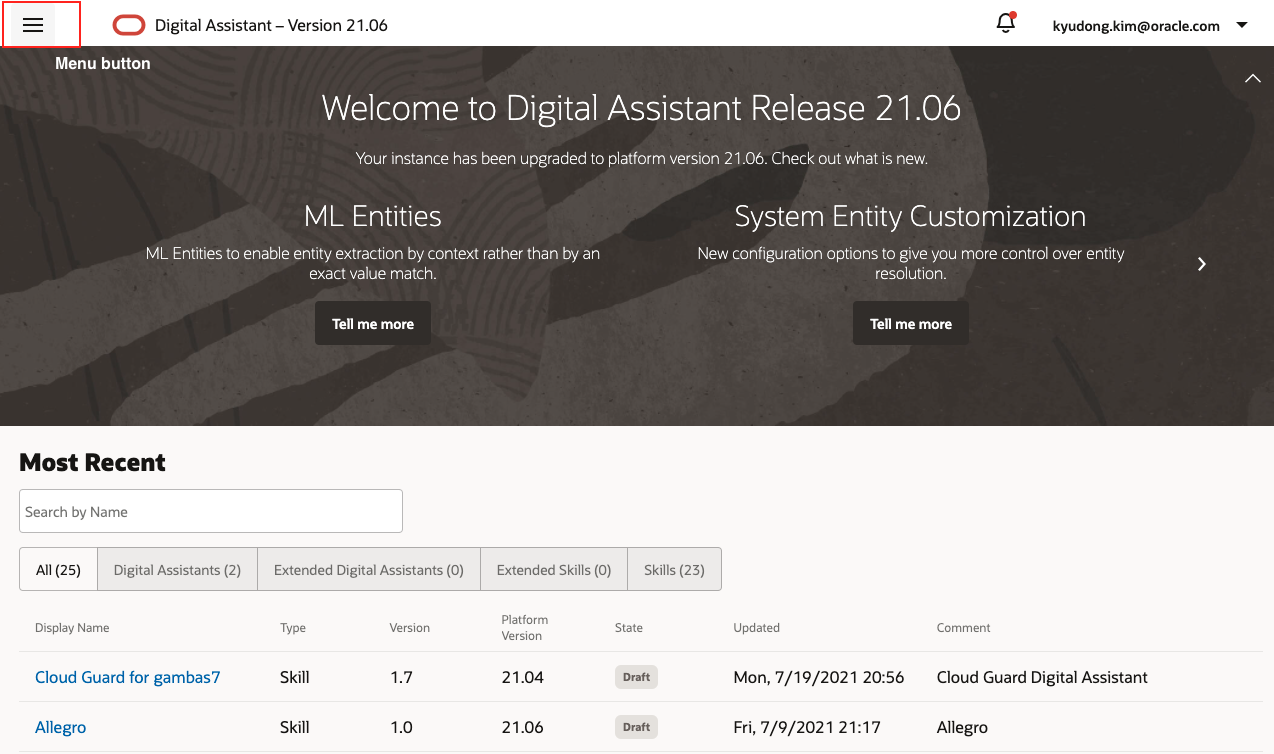 Digital Assistant – Version 21.06
kyudong.kim@oracle.com
Menu button
Welcome to Digital Assistant Release 21.06
Your instance has been upgraded to platform version 21.06. Check out what is new.
ML Entities
ML Entities to enable entity extraction by context rather than by an
exact value match.
Tell me more
System Entity Customization
New configuration options to give you more control over entity
resolution.
Tell me more
Most Recent
Search by Name
All (25) Digital Assistants (2) Extended Digital Assistants (0) Extended Skills (0) Skills (23)
Display Name Type Version Platform Version State Updated Comment
Cloud Guard for gambas7 Skill 1.7 21.04 Draft Mon, 7/19/2021 20:56 Cloud Guard Digital Assistant
Allegro Skill 1.0 21.06 Draft Fri, 7/9/2021 21:17 Allegro